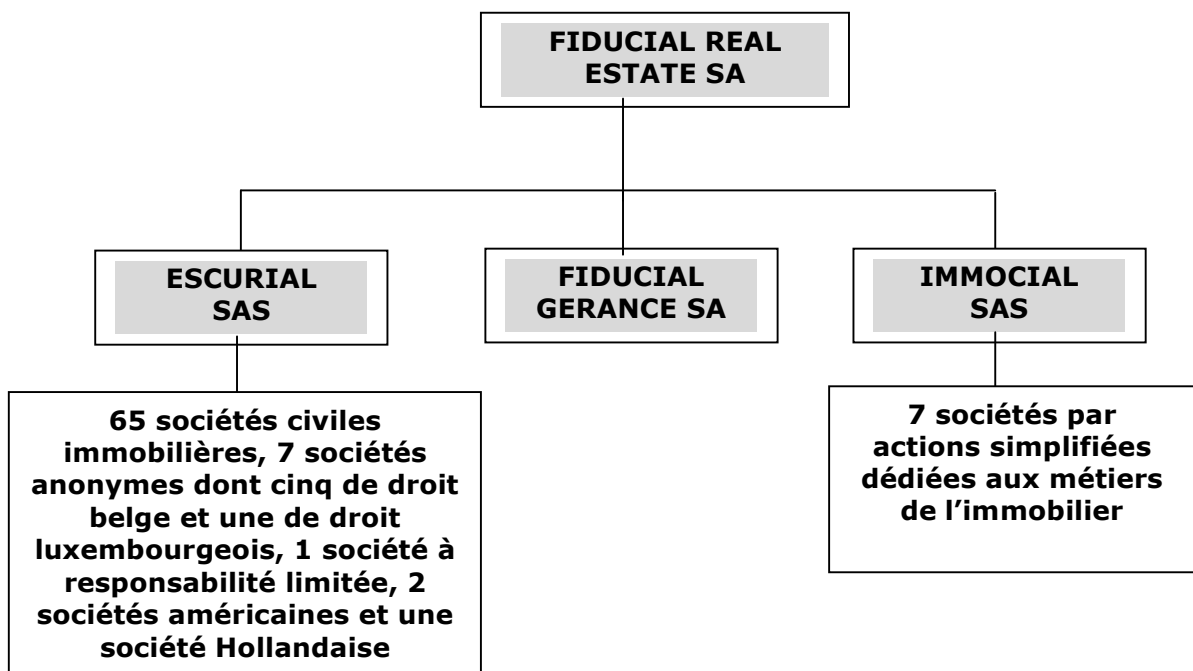 FIDUCIAL REAL
ESTATE SA
ESCURIAL
SAS
FIDUCIAL
GERANCE SA
IMMOCIAL
SAS
65 sociétés civiles
immobilières, 7 sociétés
anonymes dont cinq de droit
belge et une de droit
luxembourgeois, 1 société à
responsabilité limitée, 2
sociétés américaines et une
société Hollandaise
7 sociétés par
actions simplifiées
dédiées aux métiers
de l’immobilier